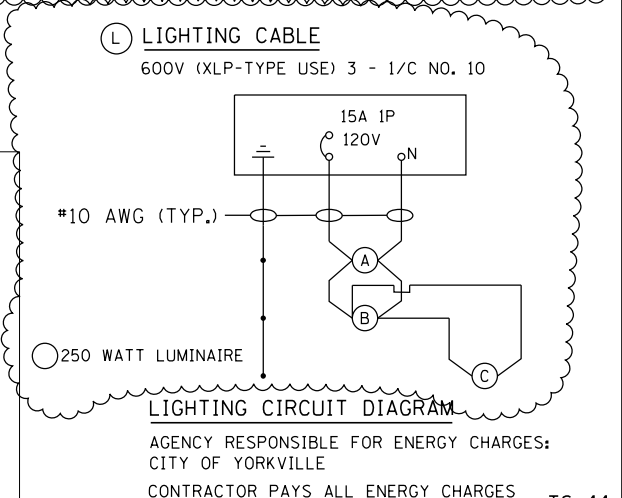 L LIGHTING CABLE
600V (XLP-TYPE USE) 3 - 1/C NO. 10
15A 1P
120V
N
#10 AWG (TYP.)
A
B
250 WATT LUMINAIRE
C
LIGHTING CIRCUIT DIAGRAM
AGENCY RESPONSIBLE FOR ENERGY CHARGES:
CITY OF YORKVILLE
CONTRACTOR PAYS ALL ENERGY CHARGES